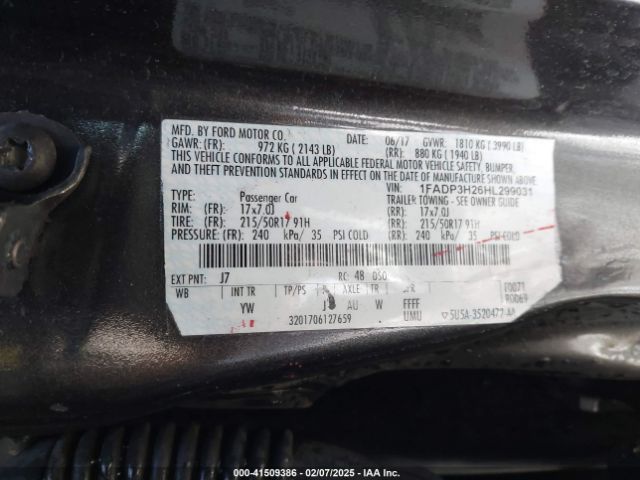 MFD. BY FORD MOTOR CO. DATE: 06/17 GVWR: 1810 KG ( 3990 LB)
GAWR: (FR): 972 KG ( 2143 LB) (RR): 880 KG ( 1940 LB)
THIS VEHICLE CONFORMS TO ALL APPLICABLE FEDERAL MOTOR VEHICLE SAFETY, BUMPER,
AND THEFT PREVENTION STANDARDS IN EFFECT ON THE DATE OF MANUFACTURE SHOWN ABOVE.
VIN: 1FADP3H26HL299031
TYPE: Passenger Car TRAILER TOWING - SEE OWNER GUIDE
RIM: (FR): 17x7.0J (RR): 17x7.0J
TIRE: (FR): 215/50R17 91H (RR): 215/50R17 91H
PRESSURE: (FR): 240 kPa/ 35 PSI COLD (RR): 240 kPa/ 35 PSI COLD
EXT PNT: J7 RC: 48 DSO:
WB INT TR TP/PS R AXLE TR
YW AU W FFFF UMU
F0071
R0069
3201706127659
5U5A-3520472-AA
000-41509386 - 02/07/2025 - IAAI.COM